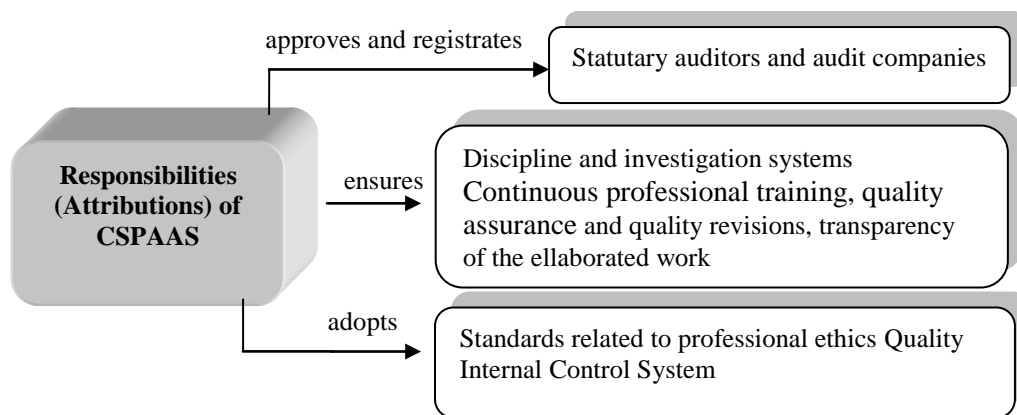 approves and registrates
Statutary auditors and audit companies
Responsibilities
(Attributions) of
CSPAAS
ensures
Discipline and investigation systems
Continuous professional training, quality
assurance and quality revisions, transparency
of the ellaborated work
adopts
Standards related to professional ethics Quality
Internal Control System